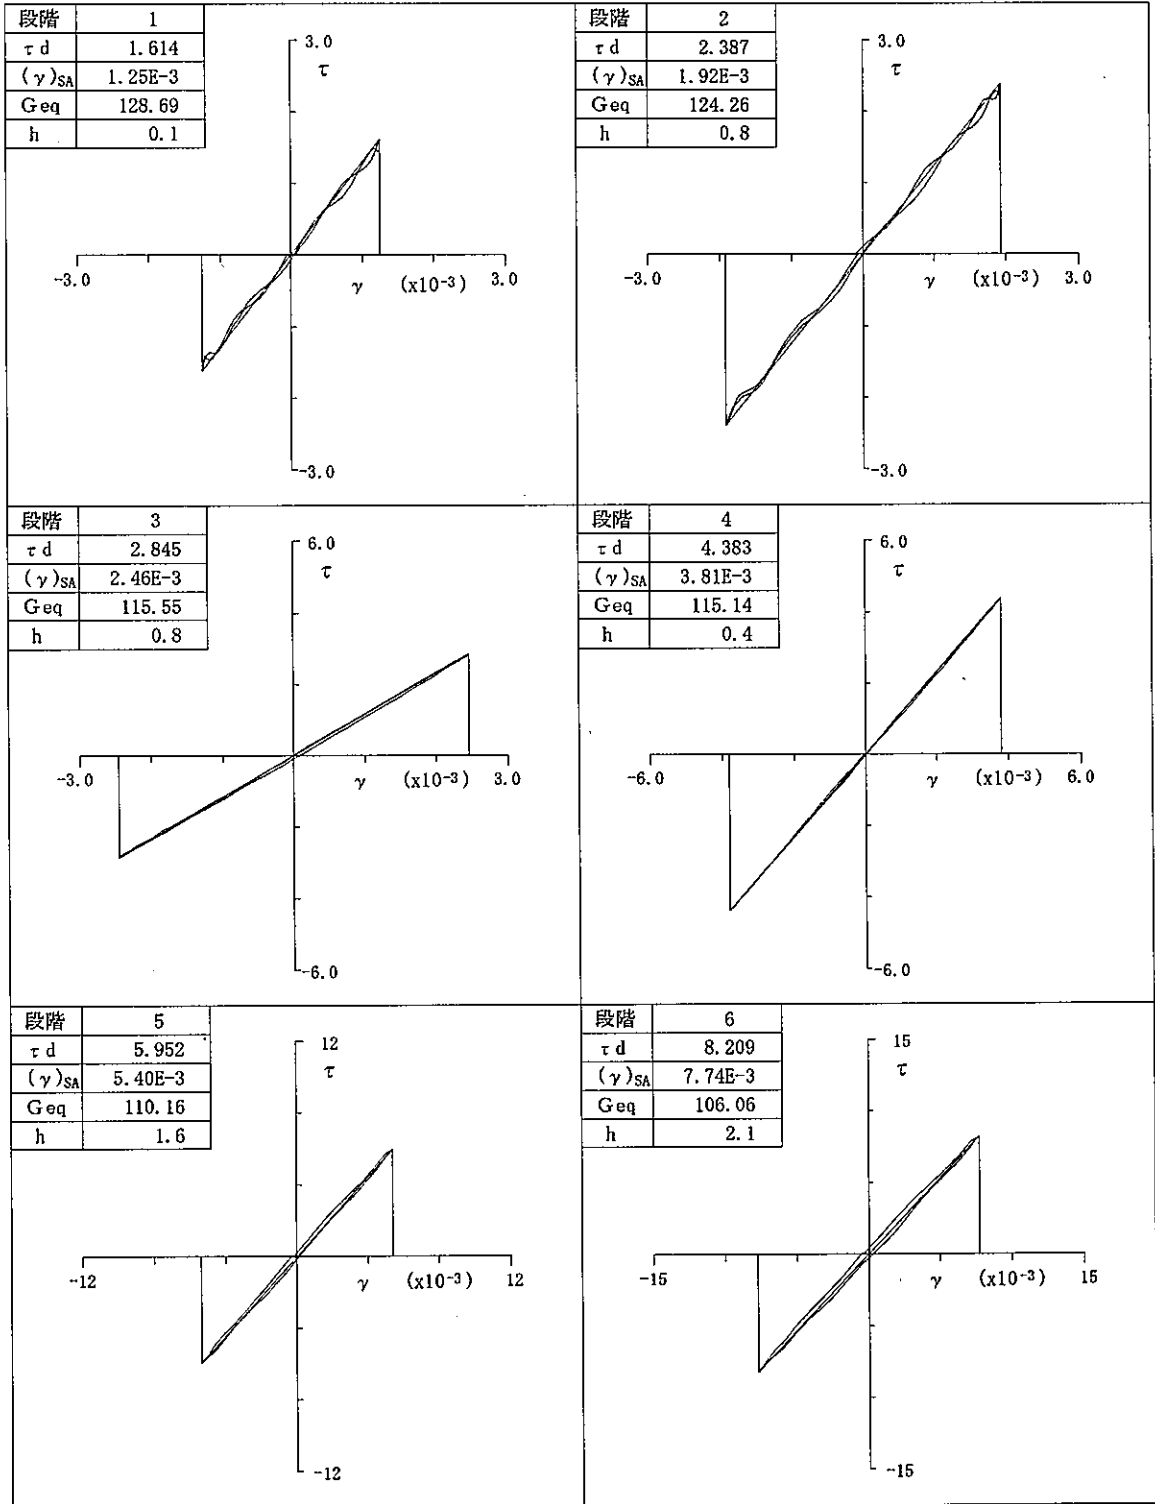 段階 1
τd 1.614
(γ)SA 1.25E-3
Geq 128.69
h 0.1
3.0
τ
-3.0 γ (x10-3) 3.0
-3.0
段階 2
τd 2.387
(γ)SA 1.92E-3
Geq 124.26
h 0.8
3.0
τ
-3.0 γ (x10-3) 3.0
-3.0
段階 3
τd 2.845
(γ)SA 2.46E-3
Geq 115.55
h 0.8
6.0
τ
-3.0 γ (x10-3) 3.0
-6.0
段階 4
τd 4.383
(γ)SA 3.81E-3
Geq 115.14
h 0.4
6.0
τ
-6.0 γ (x10-3) 6.0
-6.0
段階 5
τd 5.952
(γ)SA 5.40E-3
Geq 110.16
h 1.6
12
τ
-12 γ (x10-3) 12
-12
段階 6
τd 8.209
(γ)SA 7.74E-3
Geq 106.06
h 2.1
15
τ
-15 γ (x10-3) 15
-15